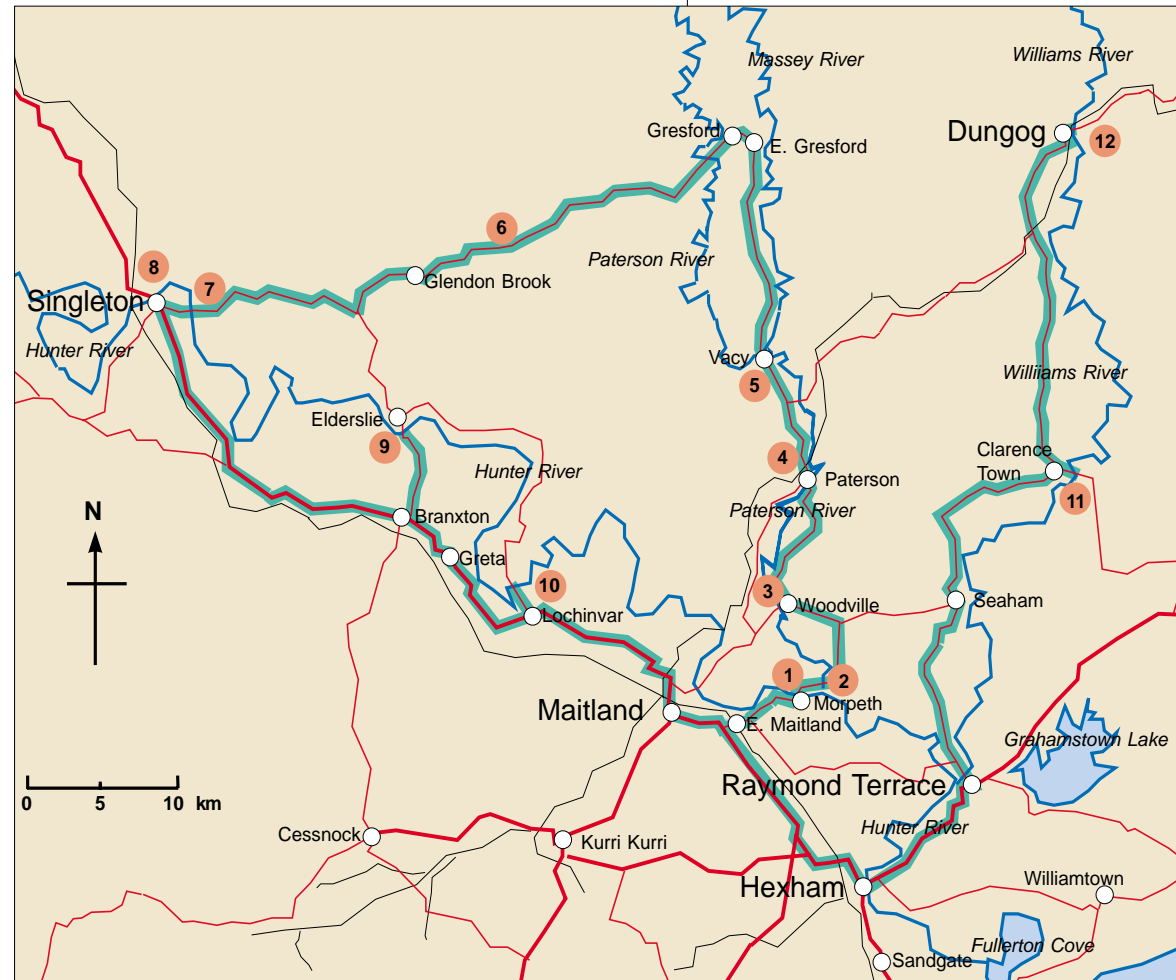 Massey River
Williams River
Gresford
E. Gresford
Dungog
12
6
Paterson River
8
7
Glendon Brook
Singleton
Hunter River
Vacy
5
Williams River
Elderslie
9
Hunter River
4
Paterson
Clarence
Town
11
N
Branxton
Paterson River
Greta
10
3
Woodville
Seaham
Lochinvar
1
2
Morpeth
Maitland
E. Maitland
Grahamstown Lake
Raymond Terrace
0 5 10 km
Hunter River
Cessnock
Kurri Kurri
Hexham
Williamtown
Fullerton Cove
Sandgate